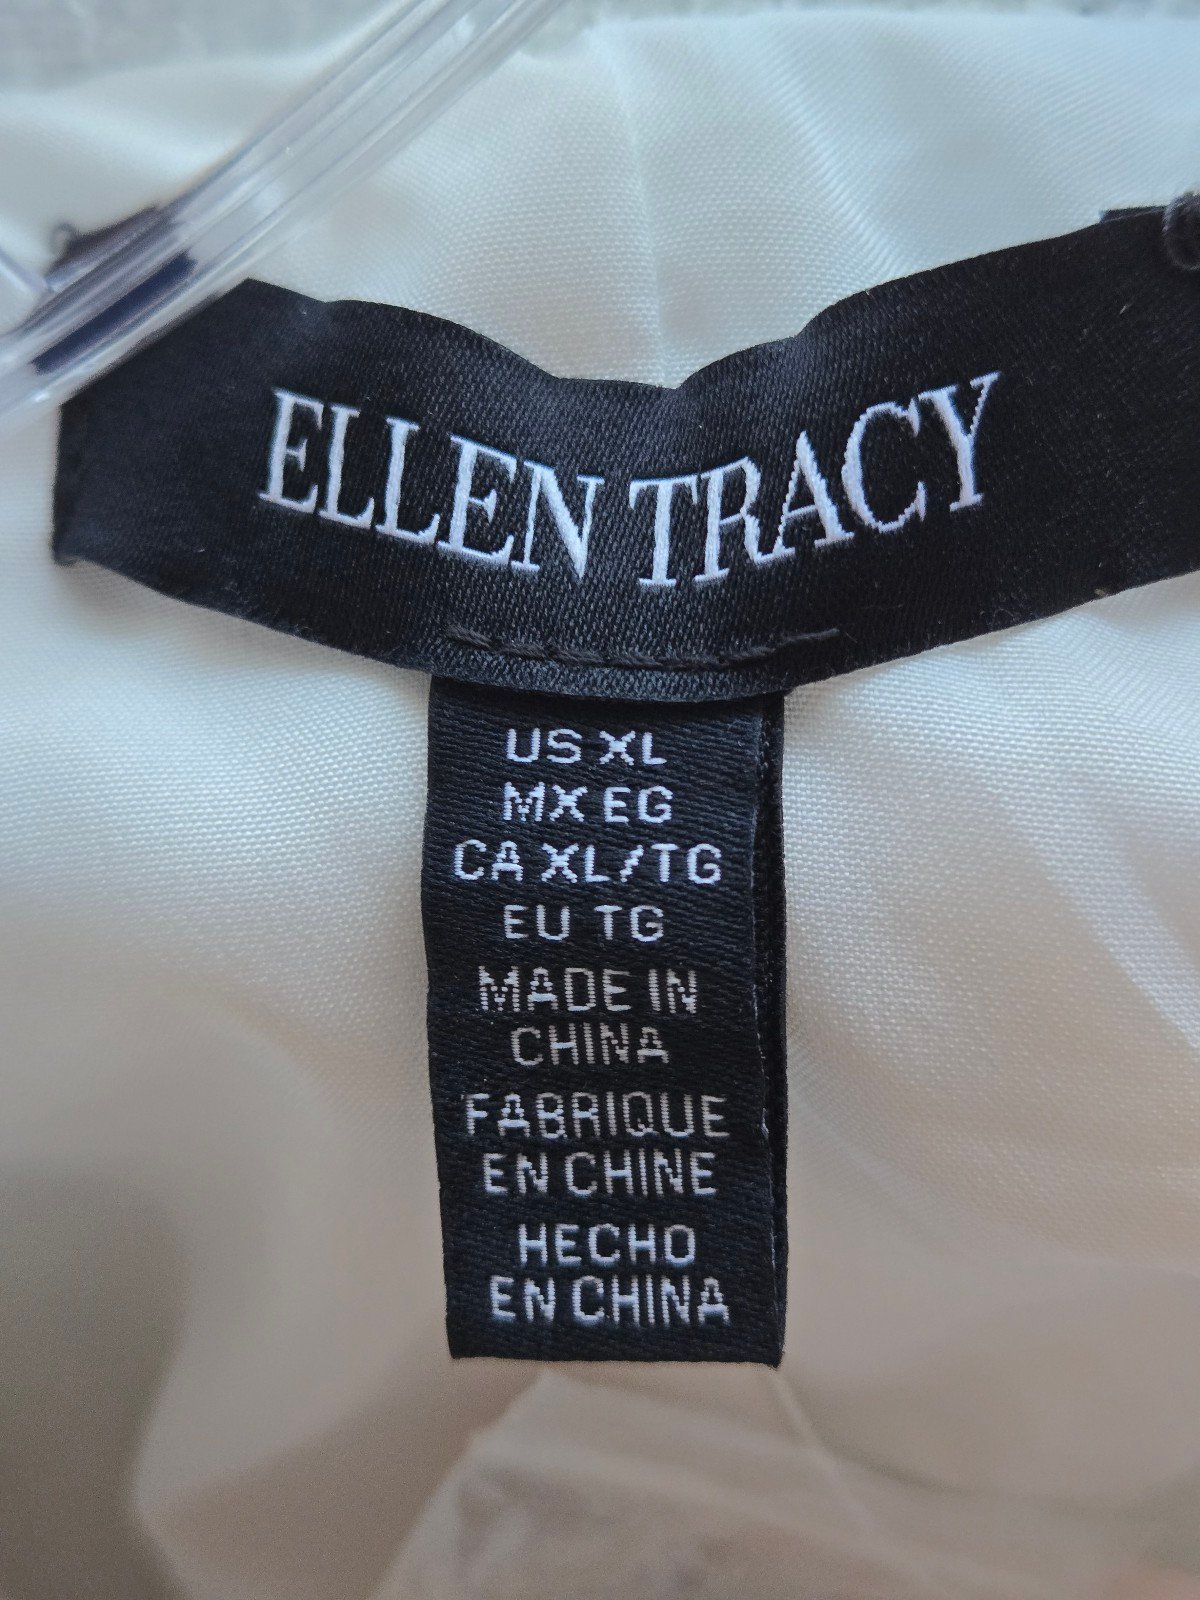 ELLEN TRACY
US XL
MX EG
CA XL/TG
EU TG
MADE IN
CHINA
FABRIQUE
EN CHINE
HECHO
EN CHINA